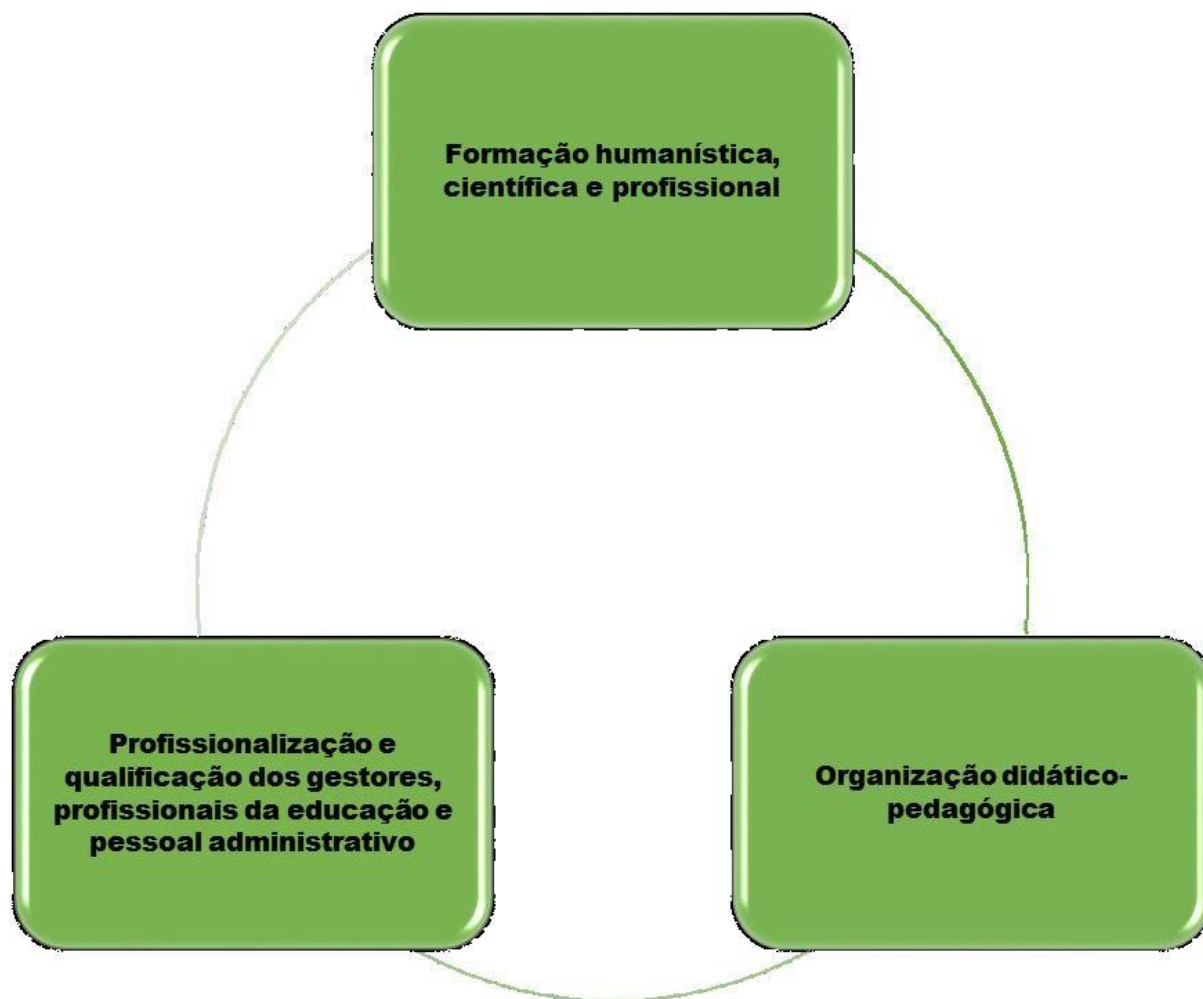 Formação humanística,
científica e profissional
Profissionalização e
qualificação dos gestores,
profissionais da educação e
pessoal administrativo
Organização didático-
pedagógica